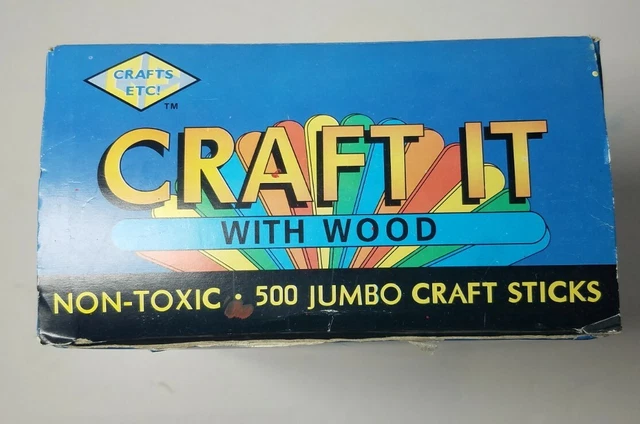 CRAFTS
ETC!
TM
CRAFT IT
WITH WOOD
NON-TOXIC • 500 JUMBO CRAFT STICKS